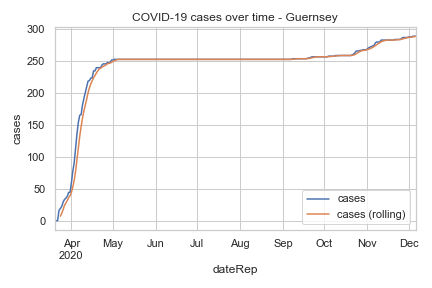 COVID-19 cases over time - Guernsey
300
250
200
150
100
50
0
cases
Apr
2020
May
Jun
Jul
Aug
Sep
Oct
Nov
Dec
dateRep
cases
cases (rolling)